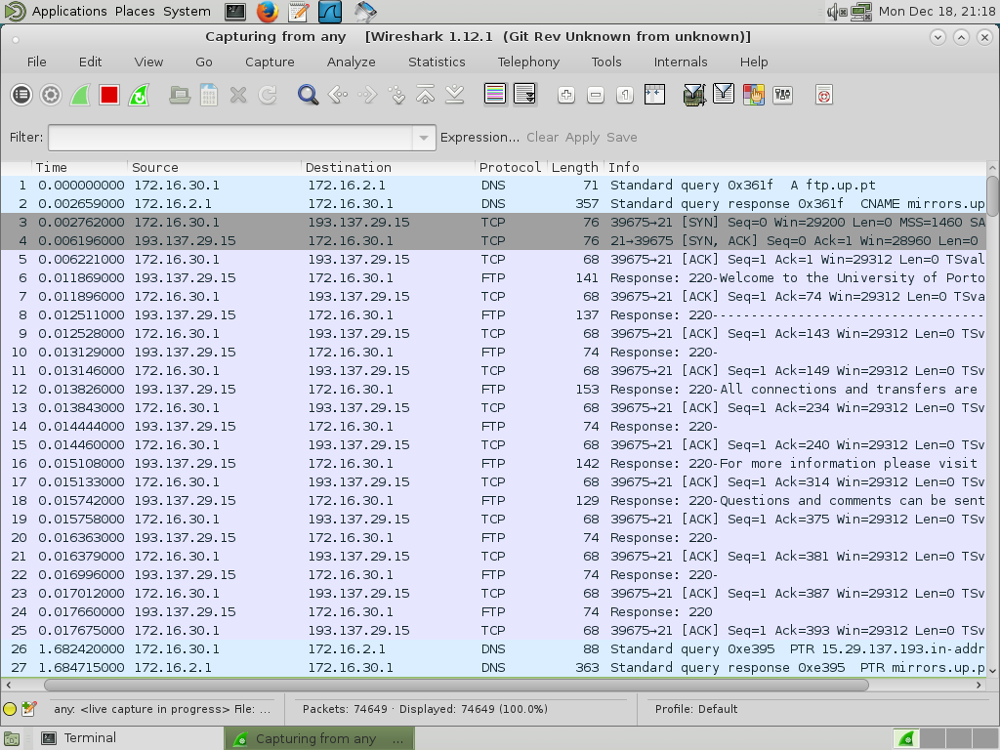 Applications Places System Mon Dec 18, 21:18
Capturing from any [Wireshark 1.12.1 (Git Rev Unknown from unknown)]
File Edit View Go Capture Analyze Statistics Telephony Tools Internals Help
Filter: Expression... Clear Apply Save
Time Source Destination Protocol Length Info
1 0.000000000 172.16.30.1 172.16.2.1 DNS 71 Standard query 0x361f A ftp.up.pt
2 0.002659000 172.16.2.1 172.16.30.1 DNS 357 Standard query response 0x361f CNAME mirrors.up
3 0.002762000 172.16.30.1 193.137.29.15 TCP 76 39675→21 [SYN] Seq=0 Win=29200 Len=0 MSS=1460 SA
4 0.006196000 193.137.29.15 172.16.30.1 TCP 76 21→39675 [SYN, ACK] Seq=0 Ack=1 Win=28960 Len=0
5 0.006221000 172.16.30.1 193.137.29.15 TCP 68 39675→21 [ACK] Seq=1 Ack=1 Win=29312 Len=0 TSval
6 0.011869000 193.137.29.15 172.16.30.1 FTP 141 Response: 220-Welcome to the University of Porto
7 0.011896000 172.16.30.1 193.137.29.15 TCP 68 39675→21 [ACK] Seq=1 Ack=74 Win=29312 Len=0 TSva
8 0.012511000 193.137.29.15 172.16.30.1 FTP 137 Response: 220----------------------------------
9 0.012528000 172.16.30.1 193.137.29.15 TCP 68 39675→21 [ACK] Seq=1 Ack=143 Win=29312 Len=0 TSv
10 0.013129000 193.137.29.15 172.16.30.1 FTP 74 Response: 220-
11 0.013146000 172.16.30.1 193.137.29.15 TCP 68 39675→21 [ACK] Seq=1 Ack=149 Win=29312 Len=0 TSv
12 0.013826000 193.137.29.15 172.16.30.1 FTP 153 Response: 220-All connections and transfers are
13 0.013843000 172.16.30.1 193.137.29.15 TCP 68 39675→21 [ACK] Seq=1 Ack=234 Win=29312 Len=0 TSv
14 0.014444000 193.137.29.15 172.16.30.1 FTP 74 Response: 220-
15 0.014460000 172.16.30.1 193.137.29.15 TCP 68 39675→21 [ACK] Seq=1 Ack=240 Win=29312 Len=0 TSv
16 0.015108000 193.137.29.15 172.16.30.1 FTP 142 Response: 220-For more information please visit
17 0.015133000 172.16.30.1 193.137.29.15 TCP 68 39675→21 [ACK] Seq=1 Ack=314 Win=29312 Len=0 TSv
18 0.015742000 193.137.29.15 172.16.30.1 FTP 129 Response: 220-Questions and comments can be sent
19 0.015758000 172.16.30.1 193.137.29.15 TCP 68 39675→21 [ACK] Seq=1 Ack=375 Win=29312 Len=0 TSv
20 0.016363000 193.137.29.15 172.16.30.1 FTP 74 Response: 220-
21 0.016379000 172.16.30.1 193.137.29.15 TCP 68 39675→21 [ACK] Seq=1 Ack=381 Win=29312 Len=0 TSv
22 0.016996000 193.137.29.15 172.16.30.1 FTP 74 Response: 220-
23 0.017012000 172.16.30.1 193.137.29.15 TCP 68 39675→21 [ACK] Seq=1 Ack=387 Win=29312 Len=0 TSv
24 0.017660000 193.137.29.15 172.16.30.1 FTP 74 Response: 220
25 0.017675000 172.16.30.1 193.137.29.15 TCP 68 39675→21 [ACK] Seq=1 Ack=393 Win=29312 Len=0 TSv
26 1.682420000 172.16.30.1 172.16.2.1 DNS 88 Standard query 0xe395 PTR 15.29.137.193.in-addr
27 1.684715000 172.16.2.1 172.16.30.1 DNS 363 Standard query response 0xe395 PTR mirrors.up.p
any: <live capture in progress> File: ... Packets: 74649 · Displayed: 74649 (100.0%) Profile: Default
Terminal Capturing from any ...